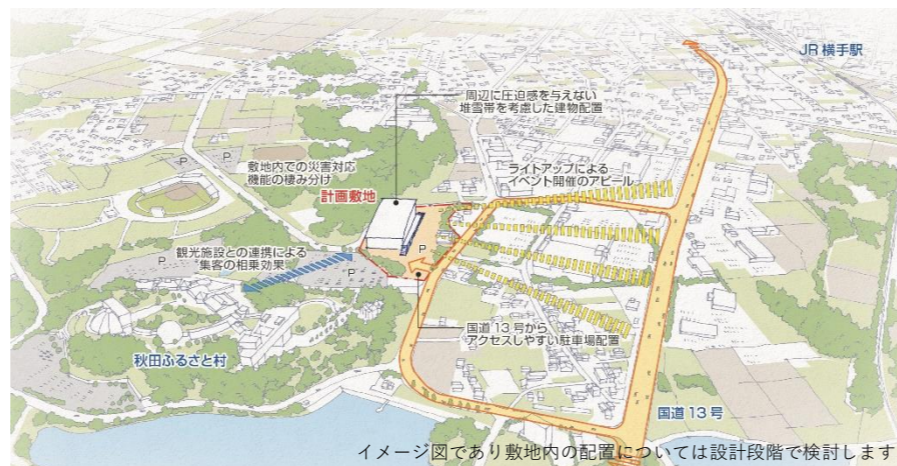 JR 横手駅
周辺に圧迫感を与えない
堆雪帯を考慮した建物配置
敷地内での災害対応
機能の棲み分け
ライトアップによる
イベント開催のアピール
計画敷地
P
P
観光施設との連携による
集客の相乗効果
P
P
P
国道 13 号から
アクセスしやすい駐車場配置
秋田ふるさと村
国道 13 号
イメージ図であり敷地内の配置については設計段階で検討します